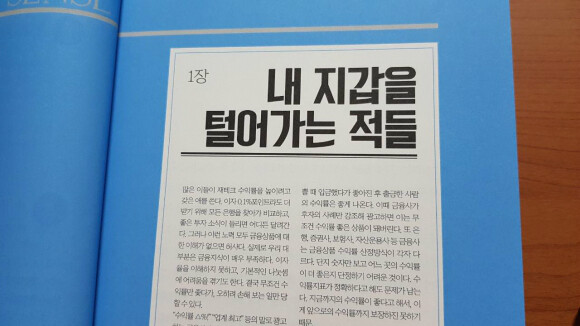 SENSE
1장
내 지갑을
털어가는 적들
많은 이들이 재테크 수익률을 높이려고
갖은 애를 쓴다. 이자 0.1%포인트라도 더
받기 위해 모든 은행을 찾아가 비교하고,
좋은 투자 소식이 들리면 어디든 달려간
다. 그러나 이런 노력 모두 금융상품에 대
한 이해가 없으면 허사다. 실제로 우리 대
부분은 금융지식이 매우 부족하다. 이자
율을 이해하지 못하고, 기본적인 나눗셈
에 어려움을 겪기도 한다. 결국 무조건 수
익률만 좇다가, 오히려 손해 보는 일만 당
할 수 있다.
"수익률 △%" "업계 최고" 등의 말로 광고
쁠 때 입금했다가 좋아진 후 출금한 사람
의 수익률은 좋게 나온다. 이때 금융사가
후자의 사례만 강조해 광고하면 이는 무
조건 수익률 좋은 상품이 돼버린다. 또 은
행, 증권사, 보험사, 자산운용사 등 금융사
는 금융상품 수익률 산정방식이 각자 다
르다. 단지 숫자만 보고 어느 곳의 수익률
이 더 좋은지 단정하기 어려운 것이다. 수
익률지표가 정확하다고 해도 문제가 남는
다. 지금까지의 수익률이 좋다고 해서, 이
게 앞으로의 수익률까지 보장하진 못하기
때문